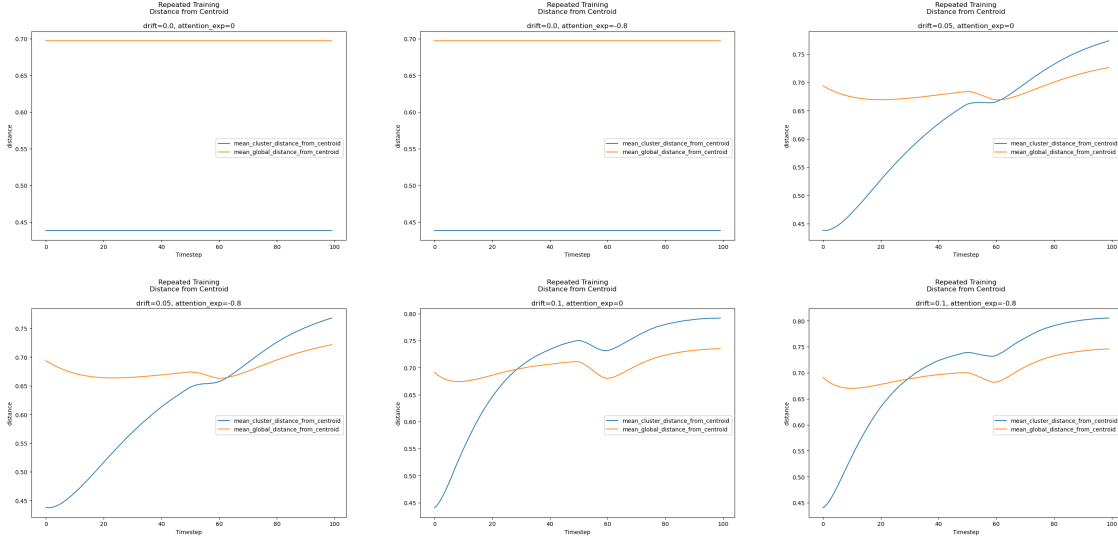 Repeated Training
Distance from Centroid
drift=0.0, attention_exp=0
0.70
0.65
0.60
0.55
0.50
0.45
distance
mean_cluster_distance_from_centroid
mean_global_distance_from_centroid
0 20 40 60 80 100
Timestep
Repeated Training
Distance from Centroid
drift=0.0, attention_exp=-0.8
0.70
0.65
0.60
0.55
0.50
0.45
distance
mean_cluster_distance_from_centroid
mean_global_distance_from_centroid
0 20 40 60 80 100
Timestep
Repeated Training
Distance from Centroid
drift=0.05, attention_exp=0
0.75
0.70
0.65
0.60
0.55
0.50
0.45
distance
mean_cluster_distance_from_centroid
mean_global_distance_from_centroid
0 20 40 60 80 100
Timestep
Repeated Training
Distance from Centroid
drift=0.05, attention_exp=-0.8
0.75
0.70
0.65
0.60
0.55
0.50
0.45
distance
mean_cluster_distance_from_centroid
mean_global_distance_from_centroid
0 20 40 60 80 100
Timestep
Repeated Training
Distance from Centroid
drift=0.1, attention_exp=0
0.80
0.75
0.70
0.65
0.60
0.55
0.50
0.45
distance
mean_cluster_distance_from_centroid
mean_global_distance_from_centroid
0 20 40 60 80 100
Timestep
Repeated Training
Distance from Centroid
drift=0.1, attention_exp=-0.8
0.80
0.75
0.70
0.65
0.60
0.55
0.50
0.45
distance
mean_cluster_distance_from_centroid
mean_global_distance_from_centroid
0 20 40 60 80 100
Timestep